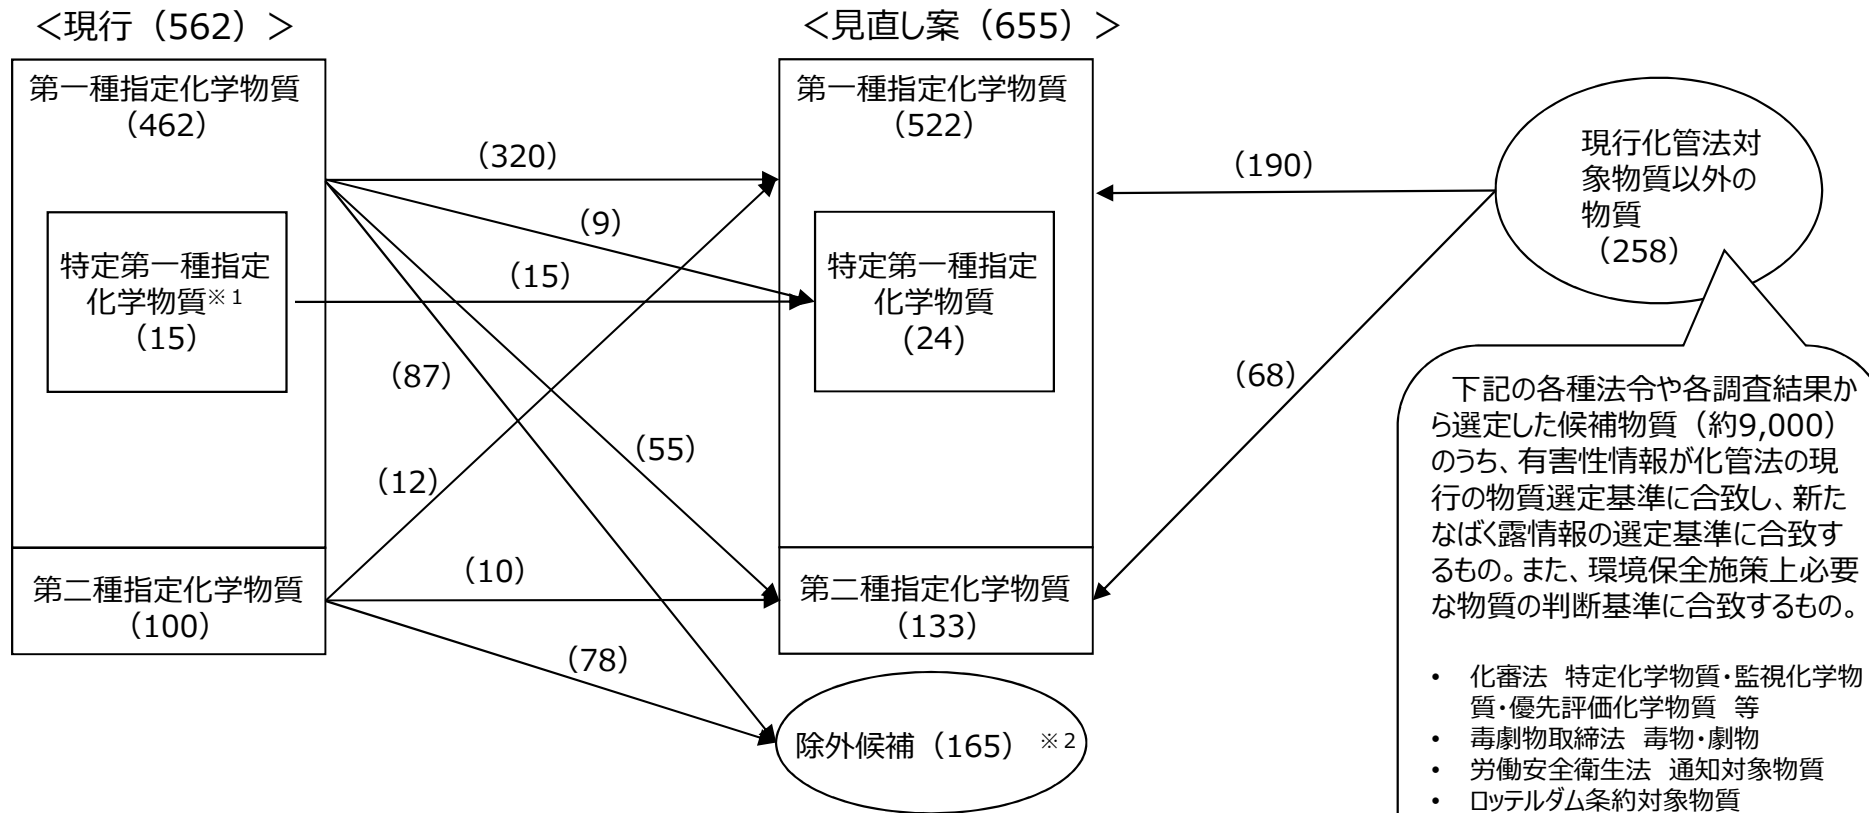 ＜現行（562）＞
第一種指定化学物質
（462）
特定第一種指定
化学物質※1
（15）
第二種指定化学物質
（100）
（320）
（9）
（15）
（87）
（55）
（12）
（10）
（78）
＜見直し案（655）＞
第一種指定化学物質
（522）
特定第一種指定
化学物質
（24）
第二種指定化学物質
（133）
除外候補（165）※2
（190）
（68）
現行化管法対
象物質以外の
物質
（258）
下記の各種法令や各調査結果か
ら選定した候補物質（約9,000）
のうち、有害性情報が化管法の現
行の物質選定基準に合致し、新た
なばく露情報の選定基準に合致す
るもの。また、環境保全施策上必要
な物質の判断基準に合致するもの。
• 化審法 特定化学物質・監視化学物
質・優先評価化学物質 等
• 毒劇物取締法 毒物・劇物
• 労働安全衛生法 通知対象物質
• ロッテルダム条約対象物質